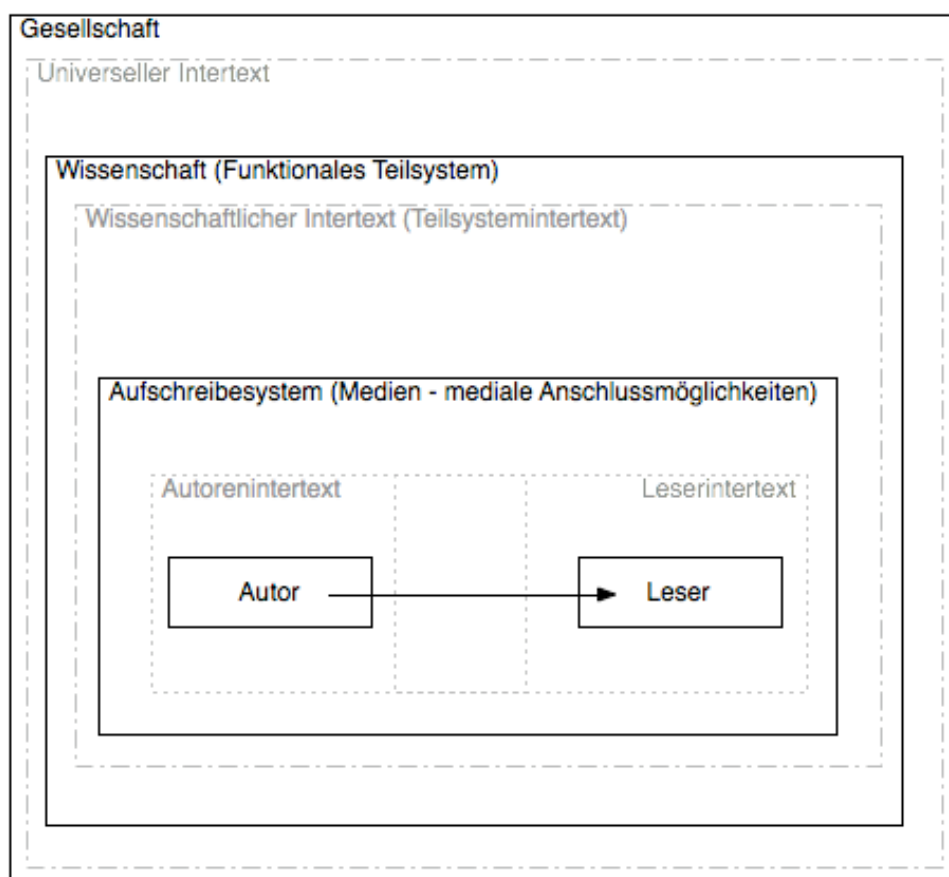 Gesellschaft
Universeller Intertext
Wissenschaft (Funktionales Teilsystem)
Wissenschaftlicher Intertext (Teilsystemintertext)
Aufschreibesystem (Medien - mediale Anschlussmöglichkeiten)
Autorenintertext
Leserintertext
Autor
Leser